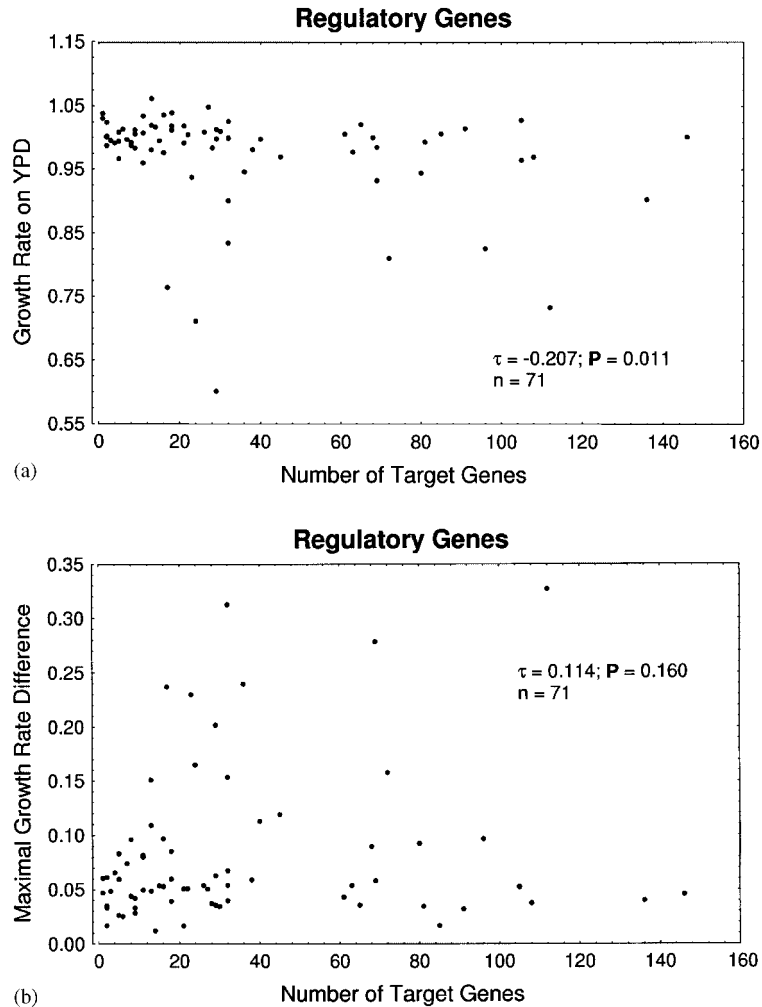 Regulatory Genes
1.15
1.05
0.95
0.85
0.75
0.65
0.55
Growth Rate on YPD
τ = -0.207; P = 0.011
n = 71
0 20 40 60 80 100 120 140 160
(a)
Number of Target Genes
Regulatory Genes
0.35
0.30
0.25
0.20
0.15
0.10
0.05
0.00
Maximal Growth Rate Difference
τ = 0.114; P = 0.160
n = 71
0 20 40 60 80 100 120 140 160
(b)
Number of Target Genes